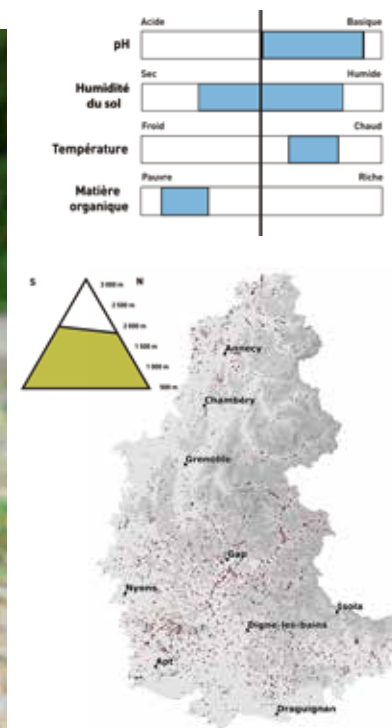 Acide Basique
pH
Sec Humide
Humidité
du sol
Froid Chaud
Température
Pauvre Riche
Matière
organique
S N
3 000 m
2 500 m
2 000 m
1 500 m
1 000 m
500 m
Annecy
Chambéry
Grenoble
Gap
Nyons
Isola
Digne-les-bains
Apt
Draguignan